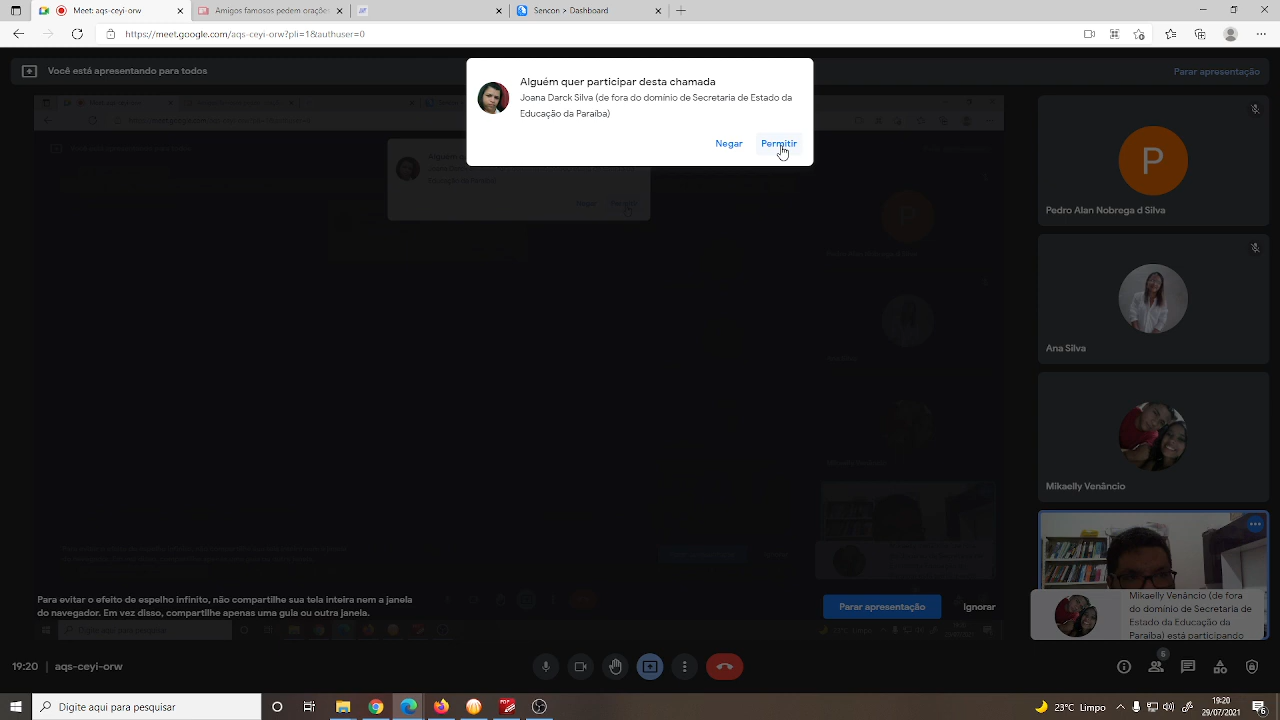 Meet: aqs-ceyi-orw
Amigos famosos pedem orações
Sencon > Dashboard
https://meet.google.com/aqs-ceyi-orw?pli=1&authuser=0
Você está apresentando para todos
Parar apresentação
Alguém quer participar desta chamada
Joana Darck Silva (de fora do domínio de Secretaria de Estado da
Educação da Paraíba)
Negar
Permitir
P
Pedro Alan Nobrega d Silva
Ana Silva
Mikaelly Venâncio
Mikaelly Venâncio (de fora
do domínio de Secretaria de
Estado da Educação da
Paraíba) está apresentando
Para evitar o efeito de espelho infinito, não compartilhe sua tela inteira nem a janela
do navegador. Em vez disso, compartilhe apenas uma guia ou outra janela.
Parar apresentação
Ignorar
19:20 | aqs-ceyi-orw
6
Digite aqui para pesquisar
23°C Limpo
19:20
29/07/2021